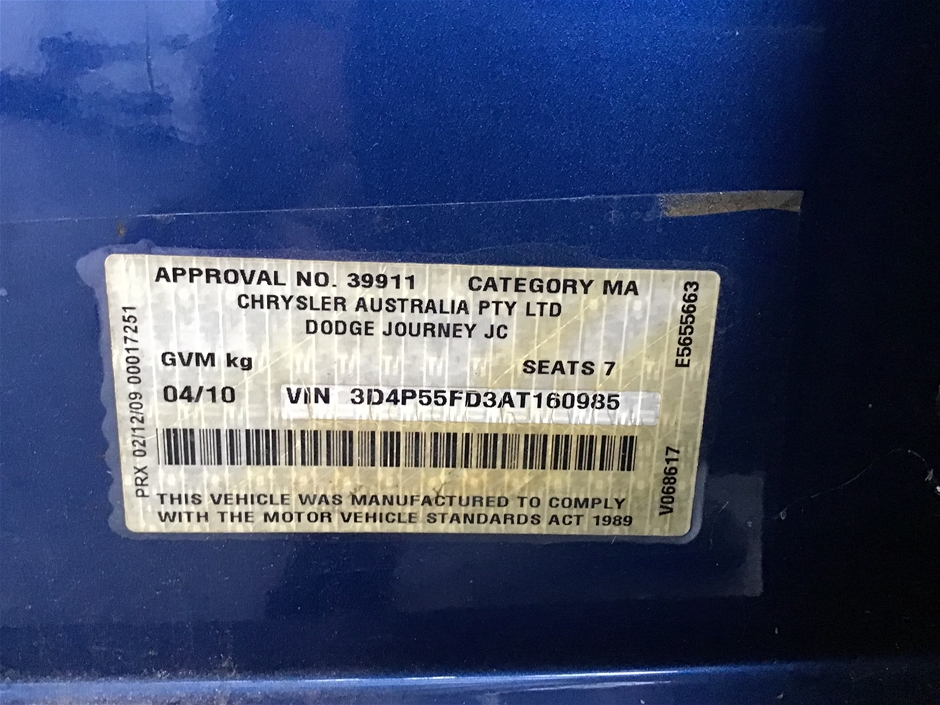 APPROVAL NO. 39911 CATEGORY MA
CHRYSLER AUSTRALIA PTY LTD
DODGE JOURNEY JC
GVM kg SEATS 7
04/10 VIN 3D4P55FD3AT160985
THIS VEHICLE WAS MANUFACTURED TO COMPLY
WITH THE MOTOR VEHICLE STANDARDS ACT 1989
PRX 02/12/09 00017251
E5655663
V068617